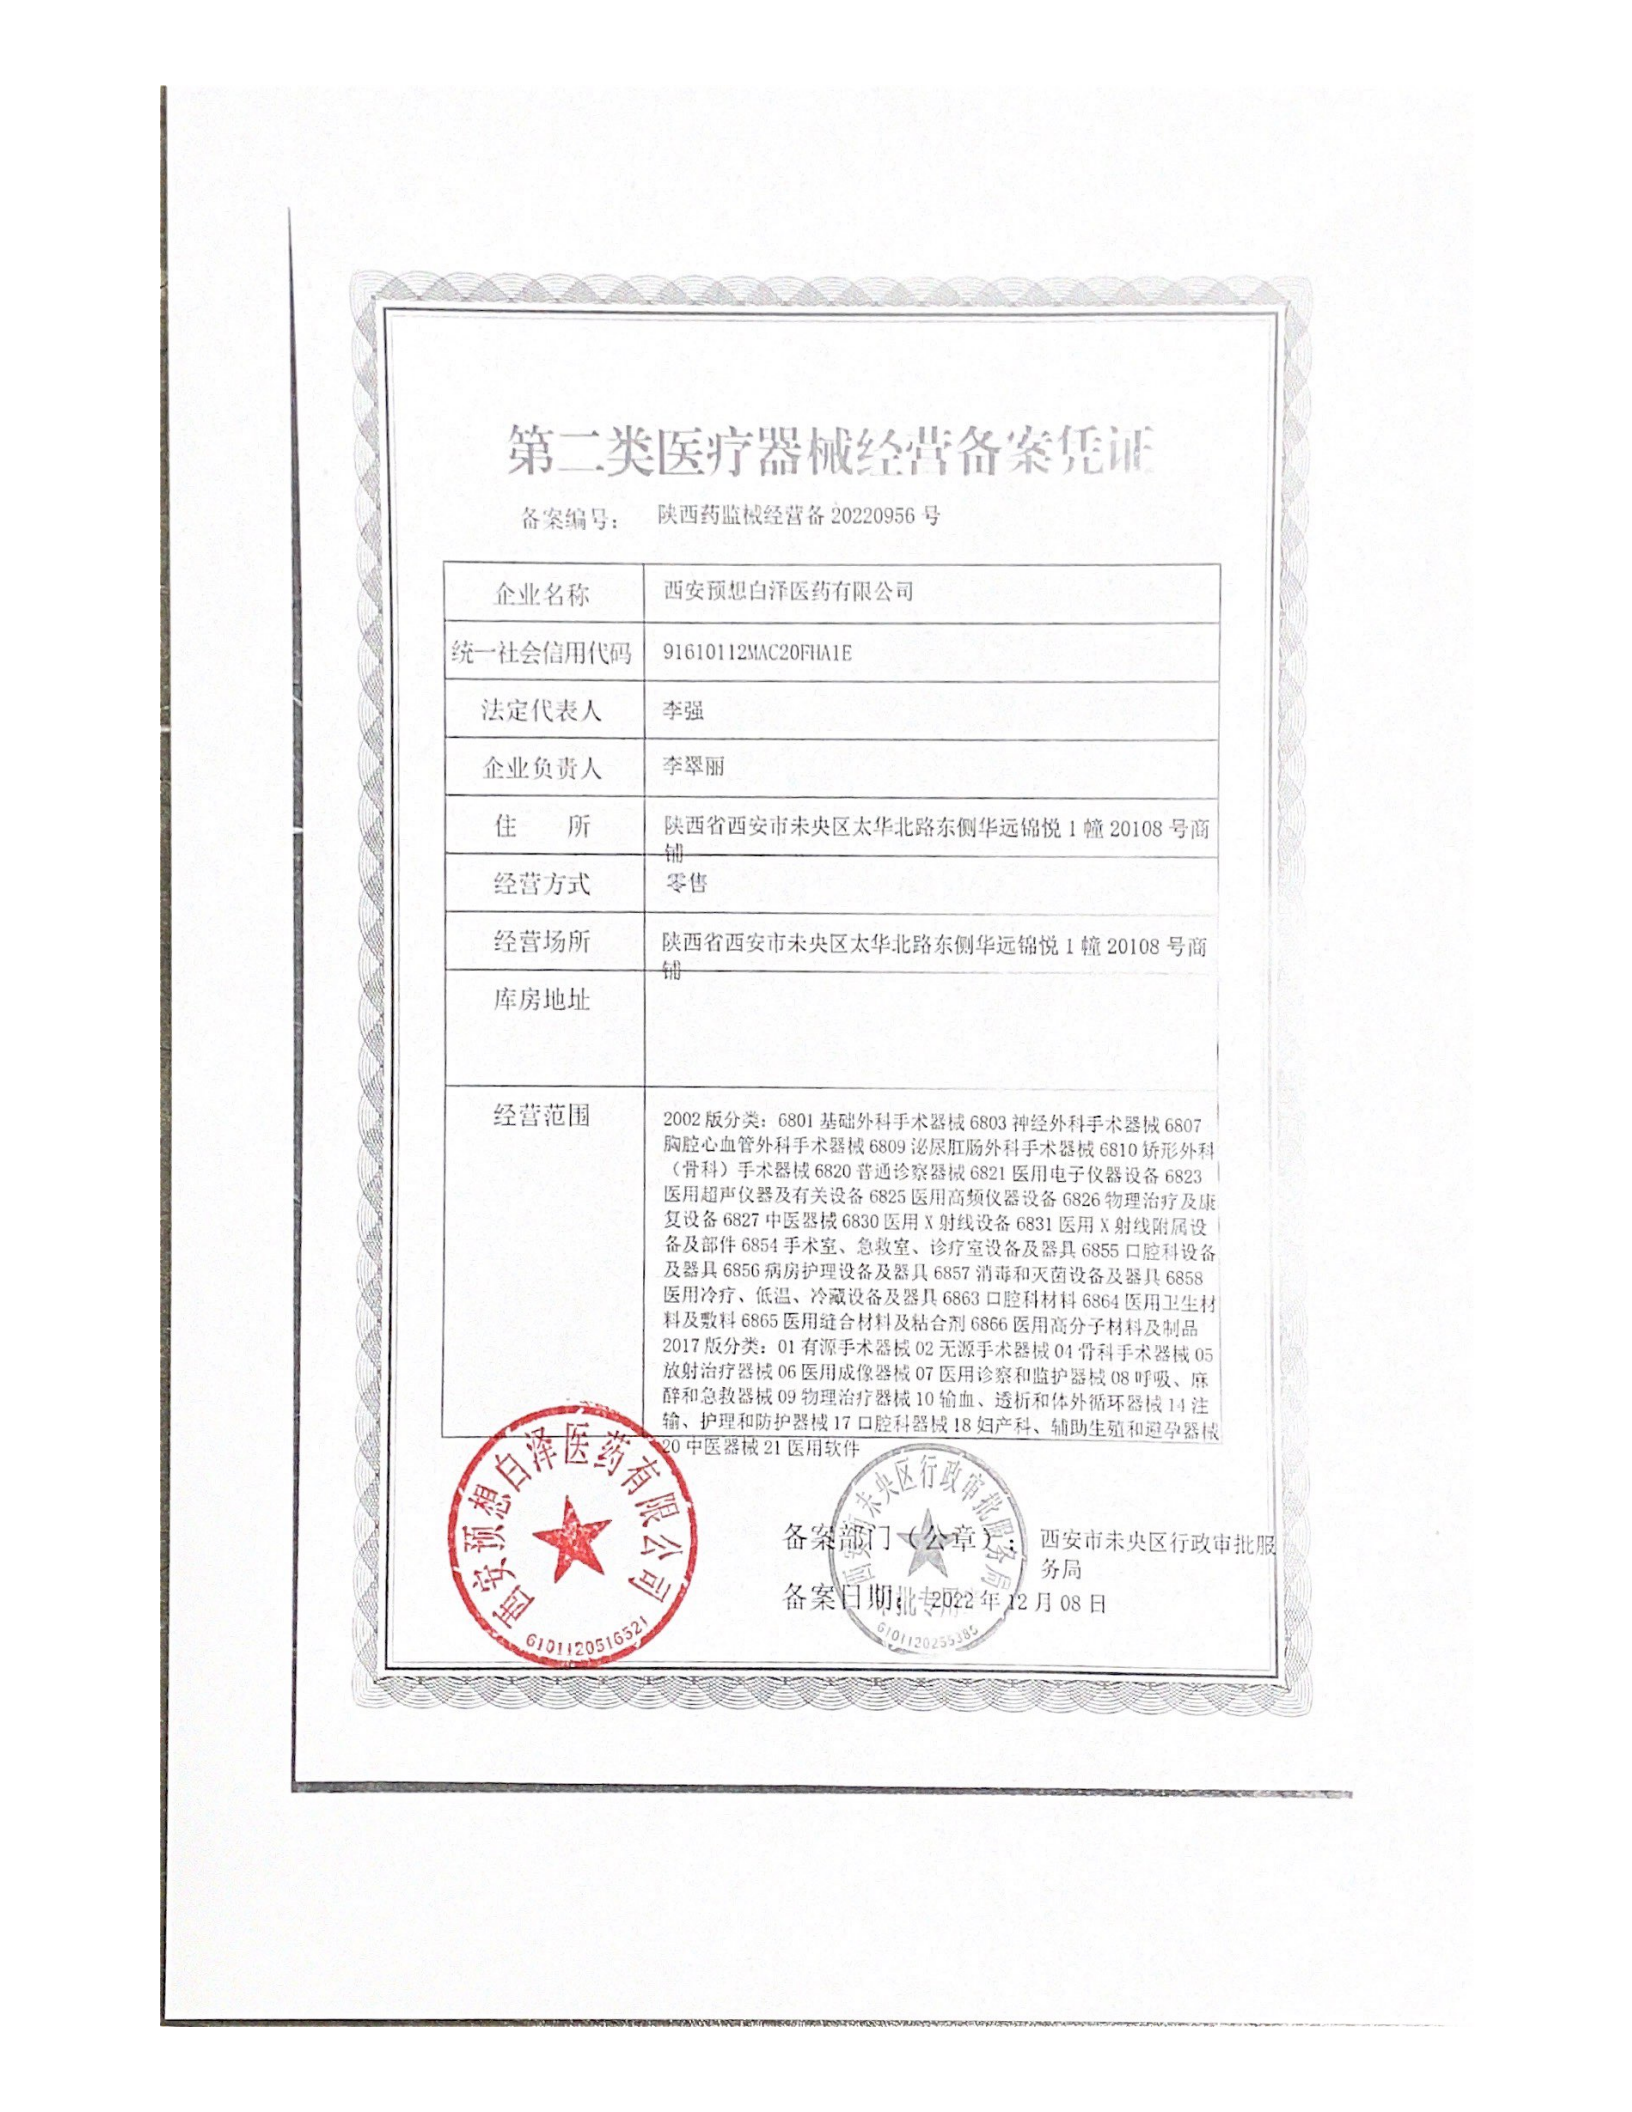 第二类医疗器械经营备案凭证
备案编号： 陕西药监械经营备 20220956 号
企业名称 西安预想白泽医药有限公司
统一社会信用代码 91610112MAC20FHA1E
法定代表人 李强
企业负责人 李翠丽
住 所 陕西省西安市未央区太华北路东侧华远锦悦 1 幢 20108 号商
铺
经营方式 零售
经营场所 陕西省西安市未央区太华北路东侧华远锦悦 1 幢 20108 号商
铺
库房地址
经营范围 2002 版分类：6801 基础外科手术器械 6803 神经外科手术器械 6807
胸腔心血管外科手术器械 6809 泌尿肛肠外科手术器械 6810 矫形外科
（骨科）手术器械 6820 普通诊察器械 6821 医用电子仪器设备 6823
医用超声仪器及有关设备 6825 医用高频仪器设备 6826 物理治疗及康
复设备 6827 中医器械 6830 医用 X 射线设备 6831 医用 X 射线附属设
备及部件 6854 手术室、急救室、诊疗室设备及器具 6855 口腔科设备
及器具 6856 病房护理设备及器具 6857 消毒和灭菌设备及器具 6858
医用冷疗、低温、冷藏设备及器具 6863 口腔科材料 6864 医用卫生材
料及敷料 6865 医用缝合材料及粘合剂 6866 医用高分子材料及制品
2017 版分类：01 有源手术器械 02 无源手术器械 04 骨科手术器械 05
放射治疗器械 06 医用成像器械 07 医用诊察和监护器械 08 呼吸、麻
醉和急救器械 09 物理治疗器械 10 输血、透析和体外循环器械 14 注
输、护理和防护器械 17 口腔科器械 18 妇产科、辅助生殖和避孕器械
20 中医器械 21 医用软件
西安预想白泽医药有限公司
6101120516521
西安市未央区行政审批服务局
批专用
6101120255385
备案部门（公章）： 西安市未央区行政审批服
务局
备案日期： 2022 年 12 月 08 日